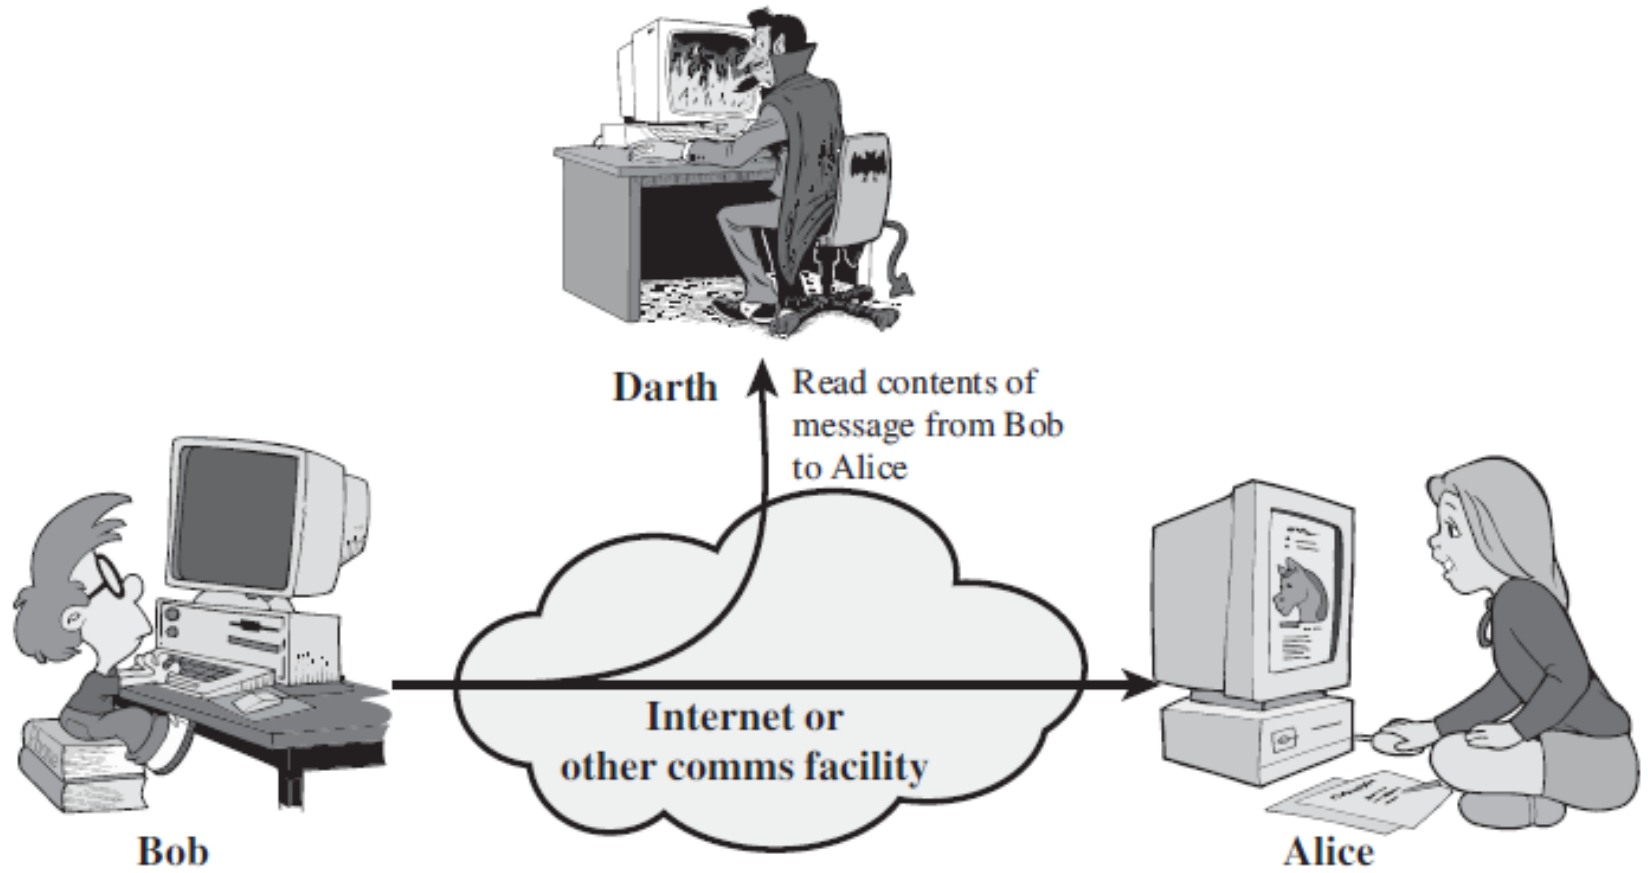 Darth
Read contents of
message from Bob
to Alice
Internet or
other comms facility
Bob
Alice